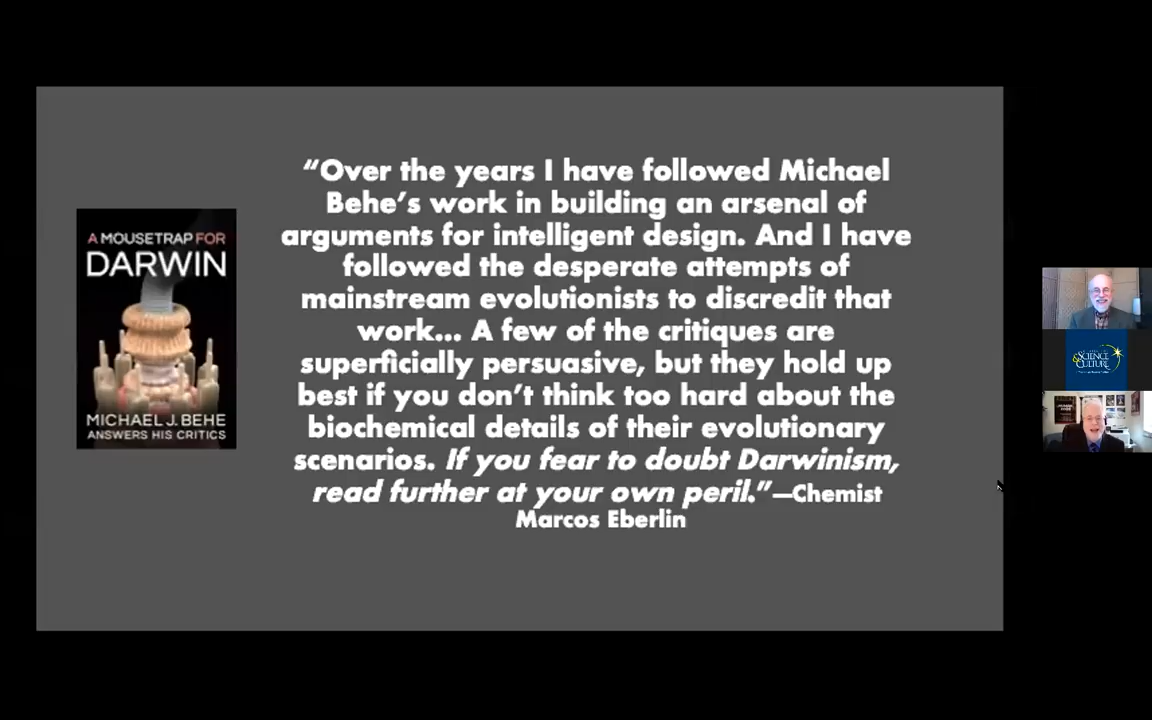 A MOUSETRAP FOR
DARWIN
MICHAEL J. BEHE
ANSWERS HIS CRITICS
“Over the years I have followed Michael
Behe’s work in building an arsenal of
arguments for intelligent design. And I have
followed the desperate attempts of
mainstream evolutionists to discredit that
work... A few of the critiques are
superficially persuasive, but they hold up
best if you don’t think too hard about the
biochemical details of their evolutionary
scenarios. If you fear to doubt Darwinism,
read further at your own peril.”—Chemist
Marcos Eberlin
SCIENCE
&CULTURE